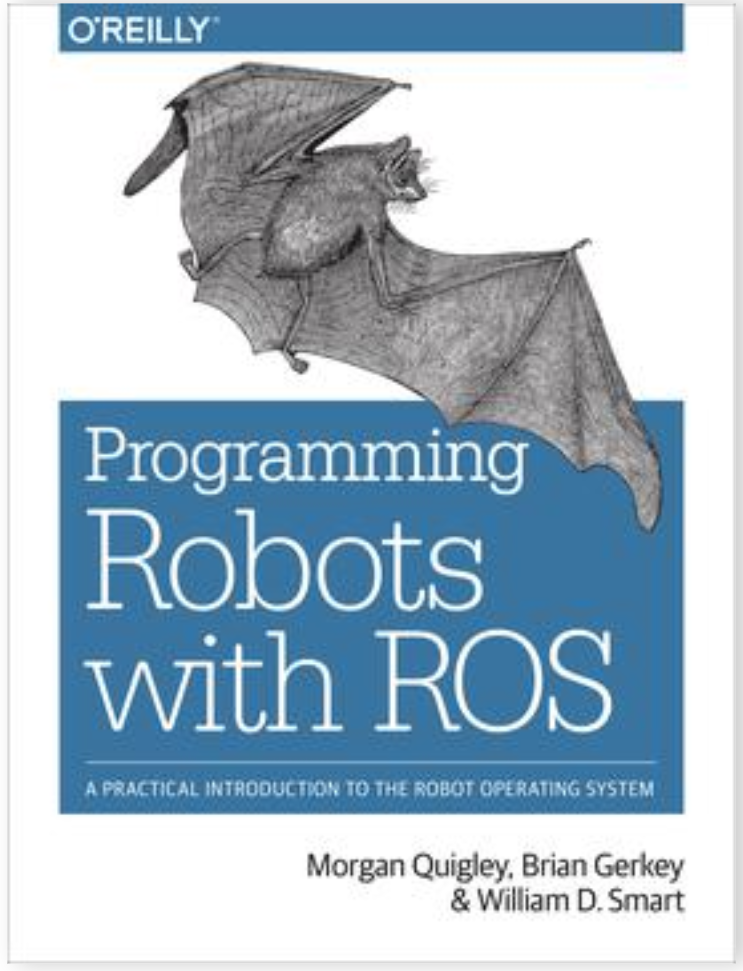 O'REILLY®
Programming
Robots
with ROS
A PRACTICAL INTRODUCTION TO THE ROBOT OPERATING SYSTEM
Morgan Quigley, Brian Gerkey
& William D. Smart